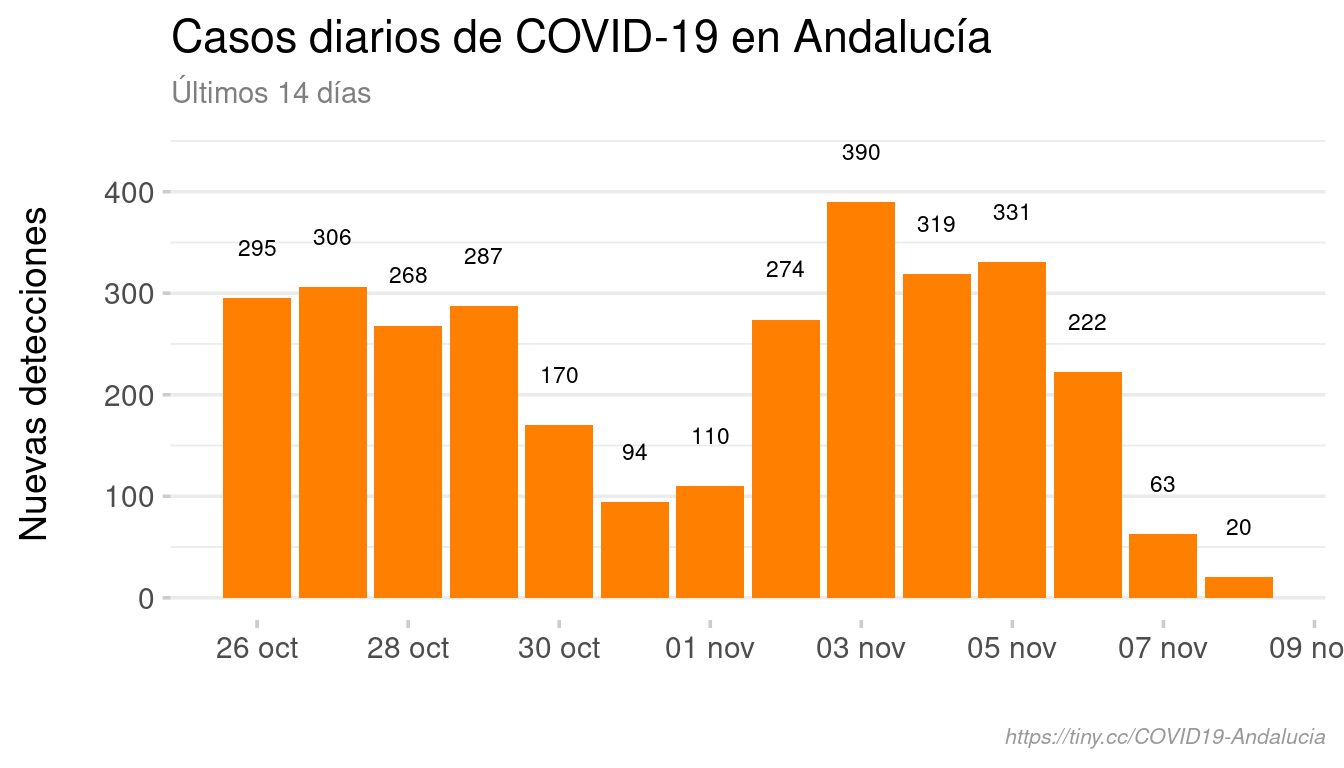 Casos diarios de COVID-19 en Andalucía
Últimos 14 días
Nuevas detecciones
400
300
200
100
0
295
306
268
287
170
94
110
274
390
319
331
222
63
20
26 oct
28 oct
30 oct
01 nov
03 nov
05 nov
07 nov
09 no
https://tiny.cc/COVID19-Andalucia